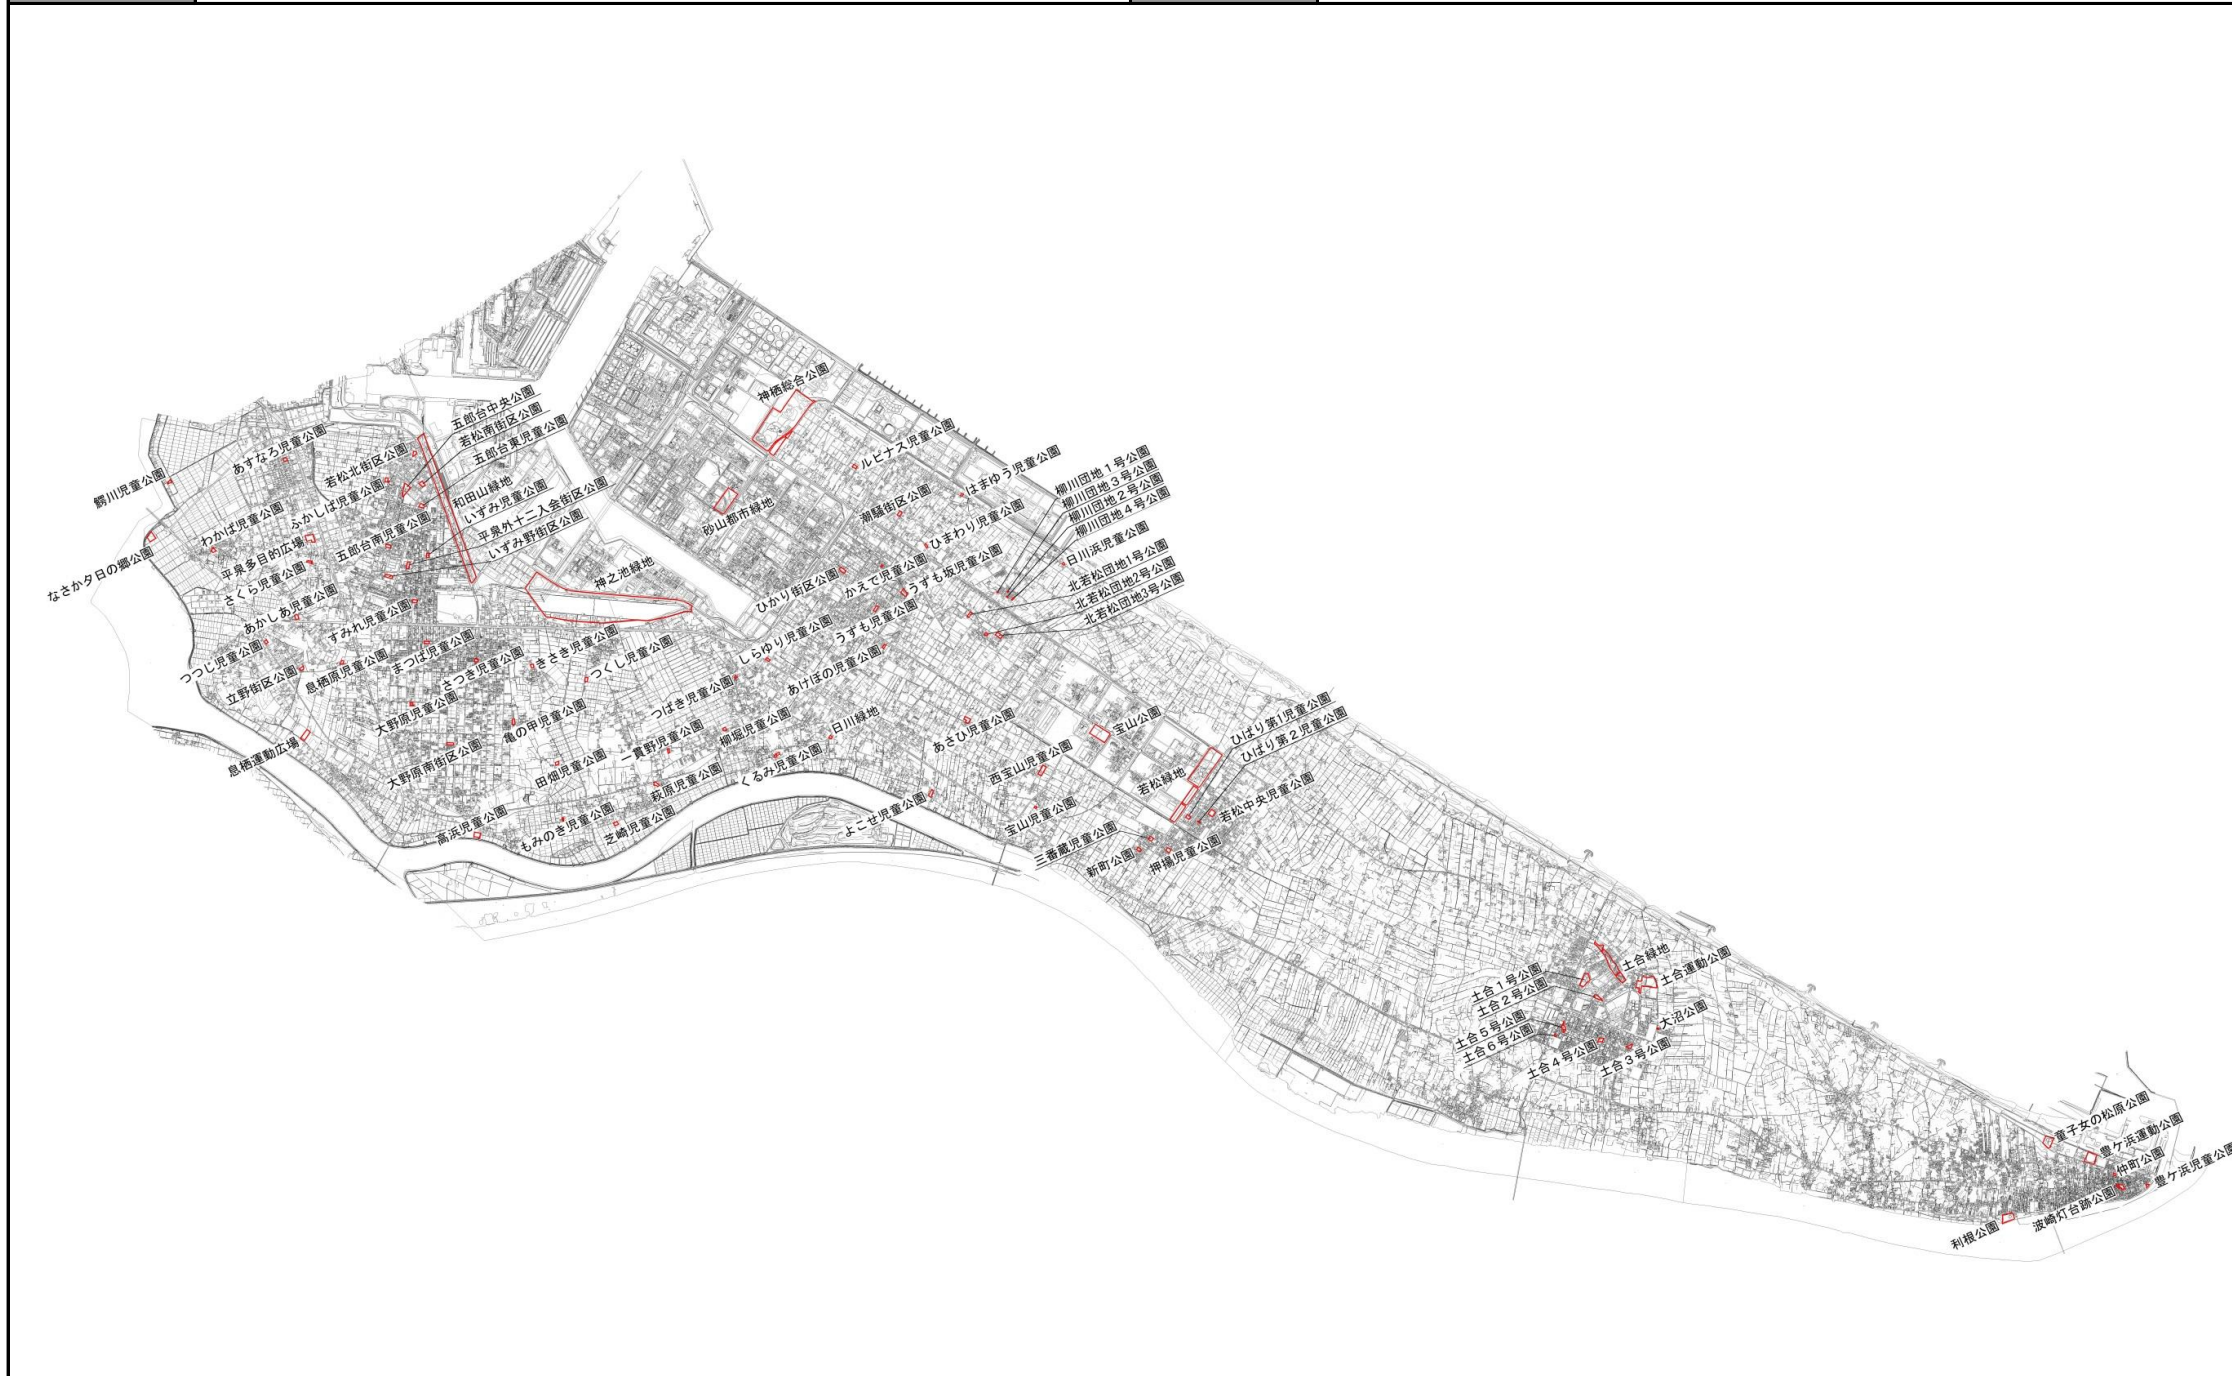 神栖総合公園
五郎台中央公園
若松南街区公園
五郎台東児童公園
あすなろ児童公園
若松北街区公園
ルピナス児童公園
はまゆう児童公園
柳川団地1号公園
柳川団地3号公園
柳川団地2号公園
柳川団地4号公園
鰐川児童公園
ふかしば児童公園
和田山緑地
いずみ児童公園
平泉外十二入会街区公園
いずみ野街区公園
砂山都市緑地
潮騒街区公園
ひまわり児童公園
わかば児童公園
五郎台南児童公園
日川浜児童公園
なさか夕日の郷公園
平泉多目的広場
さくら児童公園
神之池緑地
ひかり街区公園
かえで児童公園
うずも坂児童公園
北若松団地1号公園
北若松団地2号公園
北若松団地3号公園
あかしあ児童公園
すみれ児童公園
うずも児童公園
つつじ児童公園
まつば児童公園
きさき児童公園
つくし児童公園
しらゆり児童公園
立野街区公園
息栖原児童公園
さつき児童公園
あけぼの児童公園
つばき児童公園
大野原児童公園
亀の甲児童公園
柳堀児童公園
日川緑地
あさひ児童公園
宝山公園
ひばり第1児童公園
ひばり第2児童公園
息栖運動広場
大野原南街区公園
田畑児童公園
一貫野児童公園
くるみ児童公園
西宝山児童公園
若松緑地
萩原児童公園
よこせ児童公園
若松中央児童公園
高浜児童公園
もみのき児童公園
芝崎児童公園
宝山児童公園
三番蔵児童公園
新町公園
押揚児童公園
土合緑地
土合運動公園
土合1号公園
土合2号公園
土合5号公園
土合6号公園
大沼公園
土合4号公園
土合3号公園
童子女の松原公園
豊ケ浜運動公園
仲町公園
豊ケ浜児童公園
波崎灯台跡公園
利根公園